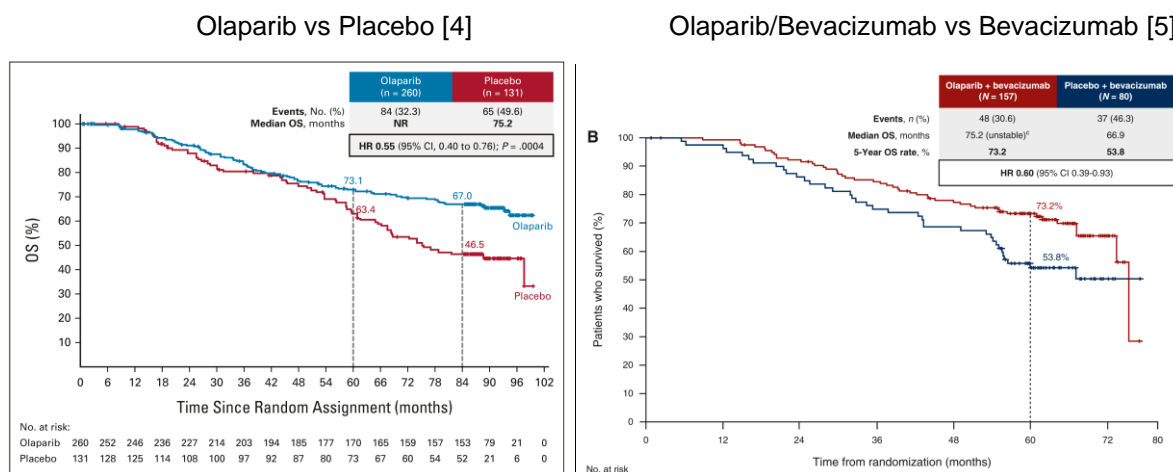 Olaparib vs Placebo [4]
Olaparib Placebo
(n = 260) (n = 131)
Events, No. (%) 84 (32.3) 65 (49.6)
Median OS, months NR 75.2
HR 0.55 (95% CI, 0.40 to 0.76); P = .0004
100
90
80
70
60
50
40
30
20
10
OS (%)
73.1
63.4
67.0
46.5
Olaparib
Placebo
0 6 12 18 24 30 36 42 48 54 60 66 72 78 84 90 96 102
Time Since Random Assignment (months)
No. at risk:
Olaparib 260 252 246 236 227 214 203 194 185 177 170 165 159 157 153 79 21 0
Placebo 131 128 125 114 108 100 97 92 87 80 73 67 60 54 52 21 6 0
Olaparib/Bevacizumab vs Bevacizumab [5]
Olaparib + bevacizumab Placebo + bevacizumab
(N = 157) (N = 80)
Events, n (%) 48 (30.6) 37 (46.3)
Median OS, months 75.2 (unstable)c 66.9
5-Year OS rate, % 73.2 53.8
HR 0.60 (95% CI 0.39-0.93)
B
100
90
80
70
60
50
40
30
20
10
0
Patients who survived (%)
73.2%
53.8%
0 12 24 36 48 60 72 80
Time from randomization (months)
No. at risk